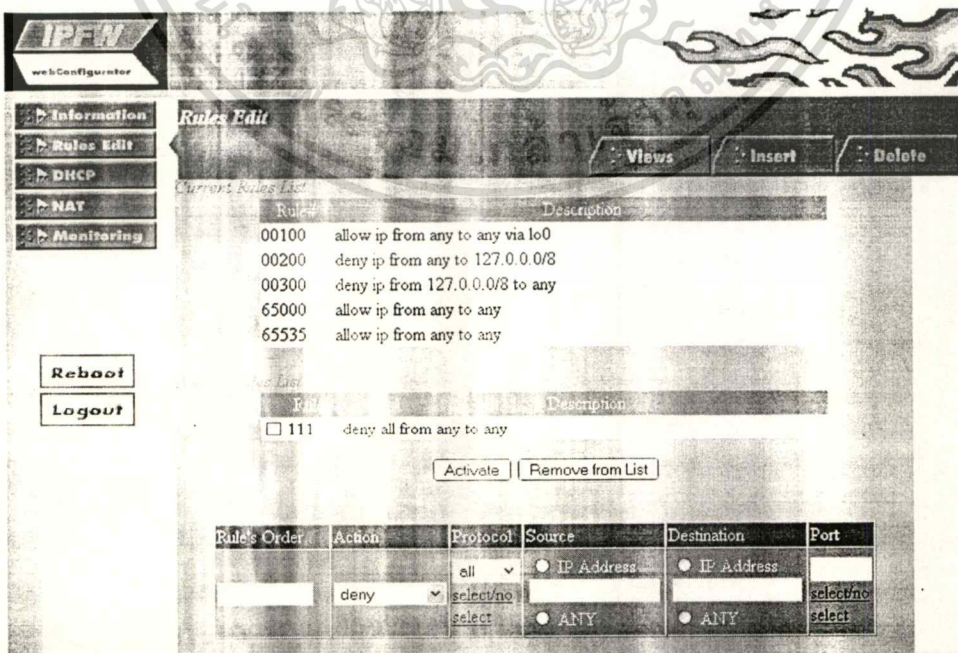 IPFW
webConfigurator
Information
Rules Edit
DHCP
NAT
Monitoring
Reboot
Logout
Rules Edit
Views
Insert
Delete
Current Rules List
Rule# Description
00100 allow ip from any to any via lo0
00200 deny ip from any to 127.0.0.0/8
00300 deny ip from 127.0.0.0/8 to any
65000 allow ip from any to any
65535 allow ip from any to any
List
Description
111 deny all from any to any
Activate Remove from List
Rule's Order. Action Protocol Source Destination Port
deny
all
select/no
select
IP Address
ANY
IP Address
ANY
select/no
select